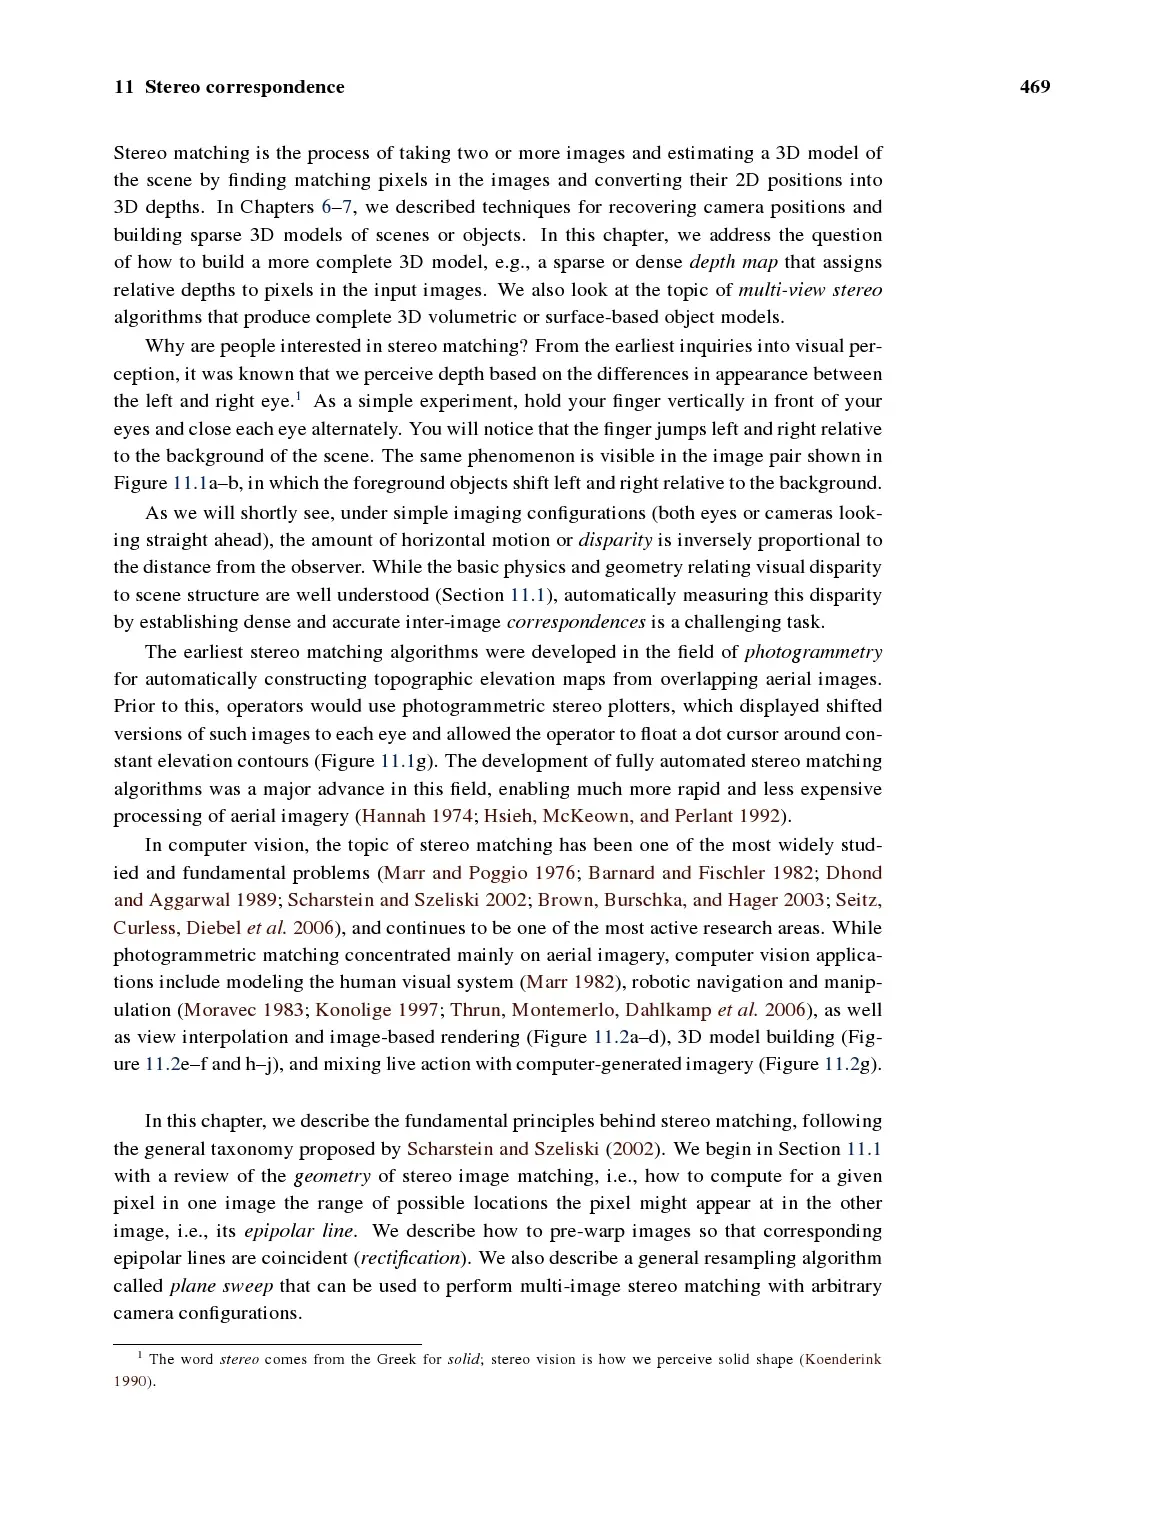 11 Stereo correspondence 469
Stereo matching is the process of taking two or more images and estimating a 3D model of
the scene by finding matching pixels in the images and converting their 2D positions into
3D depths. In Chapters 6–7, we described techniques for recovering camera positions and
building sparse 3D models of scenes or objects. In this chapter, we address the question
of how to build a more complete 3D model, e.g., a sparse or dense depth map that assigns
relative depths to pixels in the input images. We also look at the topic of multi-view stereo
algorithms that produce complete 3D volumetric or surface-based object models.
Why are people interested in stereo matching? From the earliest inquiries into visual per-
ception, it was known that we perceive depth based on the differences in appearance between
the left and right eye.1 As a simple experiment, hold your finger vertically in front of your
eyes and close each eye alternately. You will notice that the finger jumps left and right relative
to the background of the scene. The same phenomenon is visible in the image pair shown in
Figure 11.1a–b, in which the foreground objects shift left and right relative to the background.
As we will shortly see, under simple imaging configurations (both eyes or cameras look-
ing straight ahead), the amount of horizontal motion or disparity is inversely proportional to
the distance from the observer. While the basic physics and geometry relating visual disparity
to scene structure are well understood (Section 11.1), automatically measuring this disparity
by establishing dense and accurate inter-image correspondences is a challenging task.
The earliest stereo matching algorithms were developed in the field of photogrammetry
for automatically constructing topographic elevation maps from overlapping aerial images.
Prior to this, operators would use photogrammetric stereo plotters, which displayed shifted
versions of such images to each eye and allowed the operator to float a dot cursor around con-
stant elevation contours (Figure 11.1g). The development of fully automated stereo matching
algorithms was a major advance in this field, enabling much more rapid and less expensive
processing of aerial imagery (Hannah 1974; Hsieh, McKeown, and Perlant 1992).
In computer vision, the topic of stereo matching has been one of the most widely stud-
ied and fundamental problems (Marr and Poggio 1976; Barnard and Fischler 1982; Dhond
and Aggarwal 1989; Scharstein and Szeliski 2002; Brown, Burschka, and Hager 2003; Seitz,
Curless, Diebel et al. 2006), and continues to be one of the most active research areas. While
photogrammetric matching concentrated mainly on aerial imagery, computer vision applica-
tions include modeling the human visual system (Marr 1982), robotic navigation and manip-
ulation (Moravec 1983; Konolige 1997; Thrun, Montemerlo, Dahlkamp et al. 2006), as well
as view interpolation and image-based rendering (Figure 11.2a–d), 3D model building (Fig-
ure 11.2e–f and h–j), and mixing live action with computer-generated imagery (Figure 11.2g).
In this chapter, we describe the fundamental principles behind stereo matching, following
the general taxonomy proposed by Scharstein and Szeliski (2002). We begin in Section 11.1
with a review of the geometry of stereo image matching, i.e., how to compute for a given
pixel in one image the range of possible locations the pixel might appear at in the other
image, i.e., its epipolar line. We describe how to pre-warp images so that corresponding
epipolar lines are coincident (rectification). We also describe a general resampling algorithm
called plane sweep that can be used to perform multi-image stereo matching with arbitrary
camera configurations.
1 The word stereo comes from the Greek for solid; stereo vision is how we perceive solid shape (Koenderink
1990).